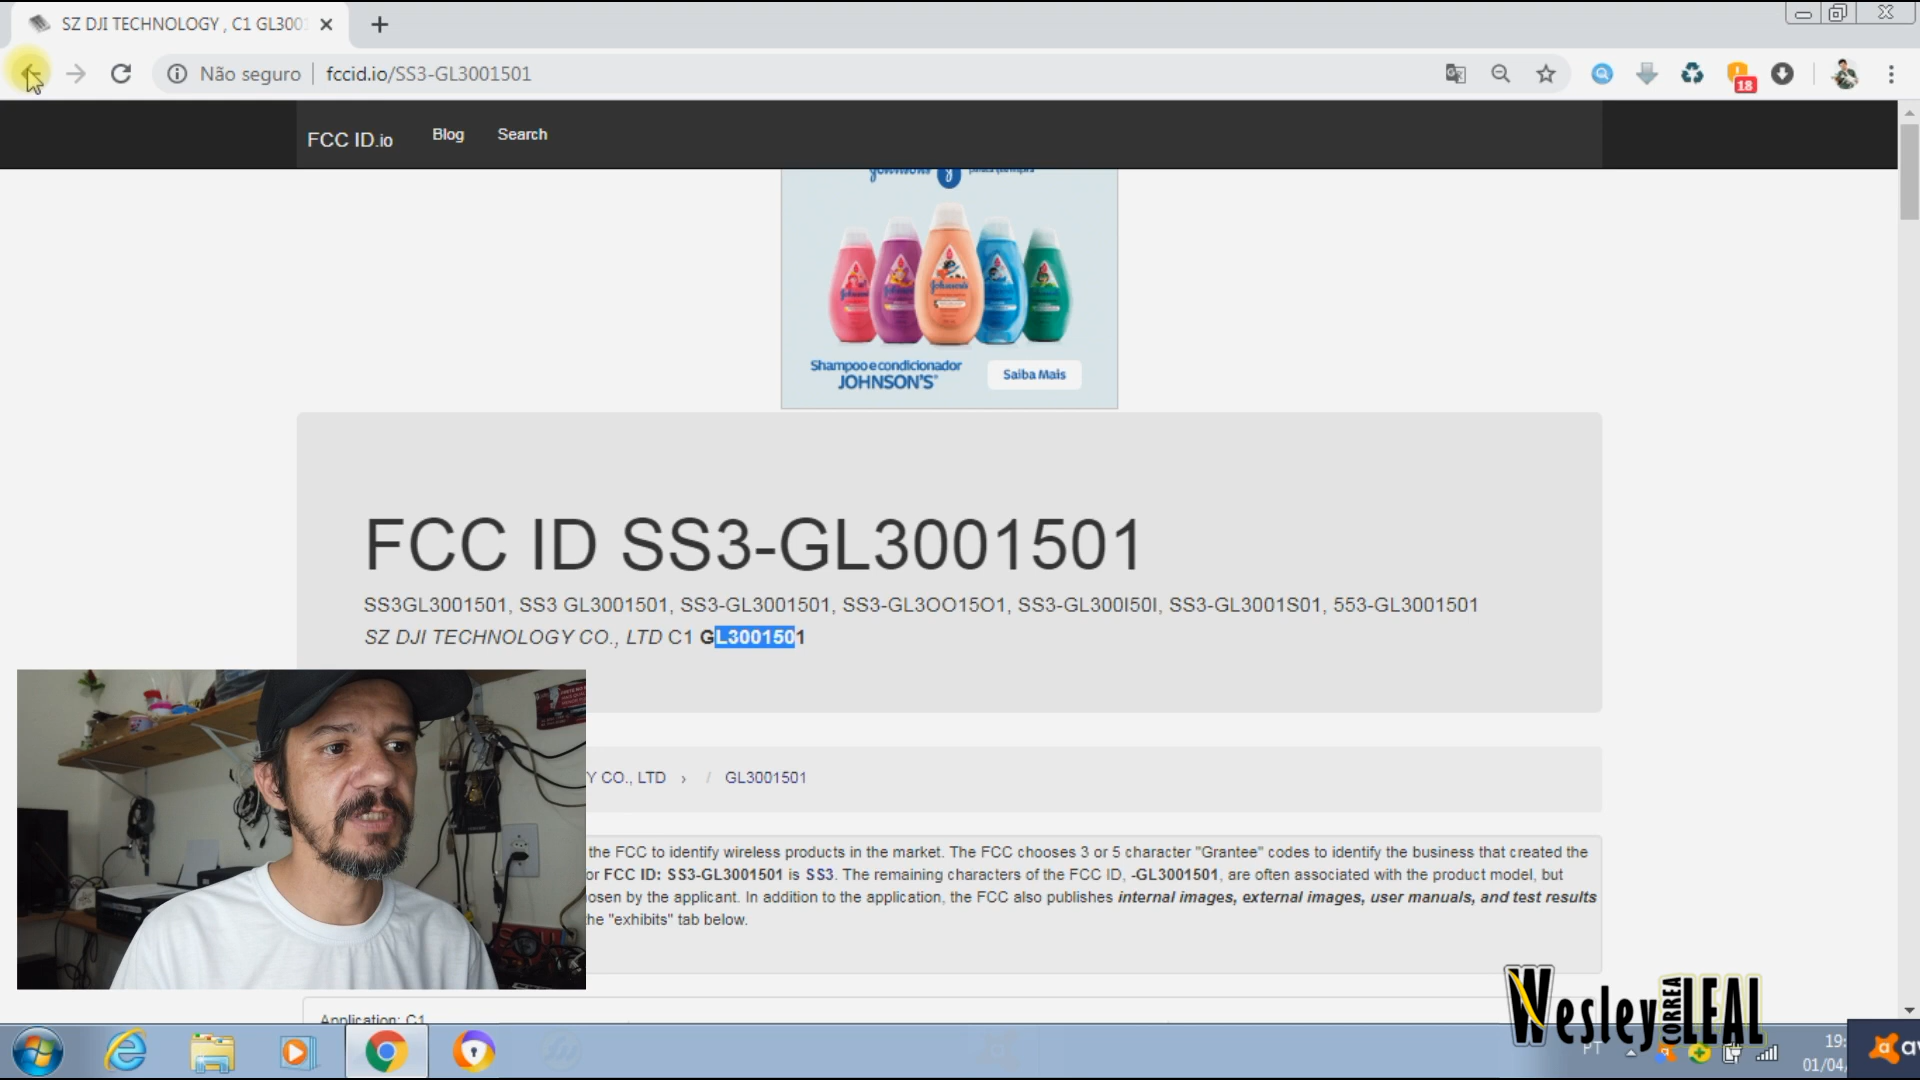 SZ DJI TECHNOLOGY , C1 GL300
Não seguro
fccid.io/SS3-GL3001501
18
FCC ID.io
Blog
Search
Johnson's
Shampoo e condicionador
JOHNSON'S®
Saiba Mais
FCC ID SS3-GL3001501
SS3GL3001501, SS3 GL3001501, SS3-GL3001501, SS3-GL3OO15O1, SS3-GL300I50I, SS3-GL3001S01, 553-GL3001501
SZ DJI TECHNOLOGY CO., LTD C1 GL3001501
Y CO., LTD › / GL3001501
the FCC to identify wireless products in the market. The FCC chooses 3 or 5 character "Grantee" codes to identify the business that created the
or FCC ID: SS3-GL3001501 is SS3. The remaining characters of the FCC ID, -GL3001501, are often associated with the product model, but
osen by the applicant. In addition to the application, the FCC also publishes internal images, external images, user manuals, and test results
he "exhibits" tab below.
Application: C1
Wesley CORREA LEAL
PT
19:
01/04